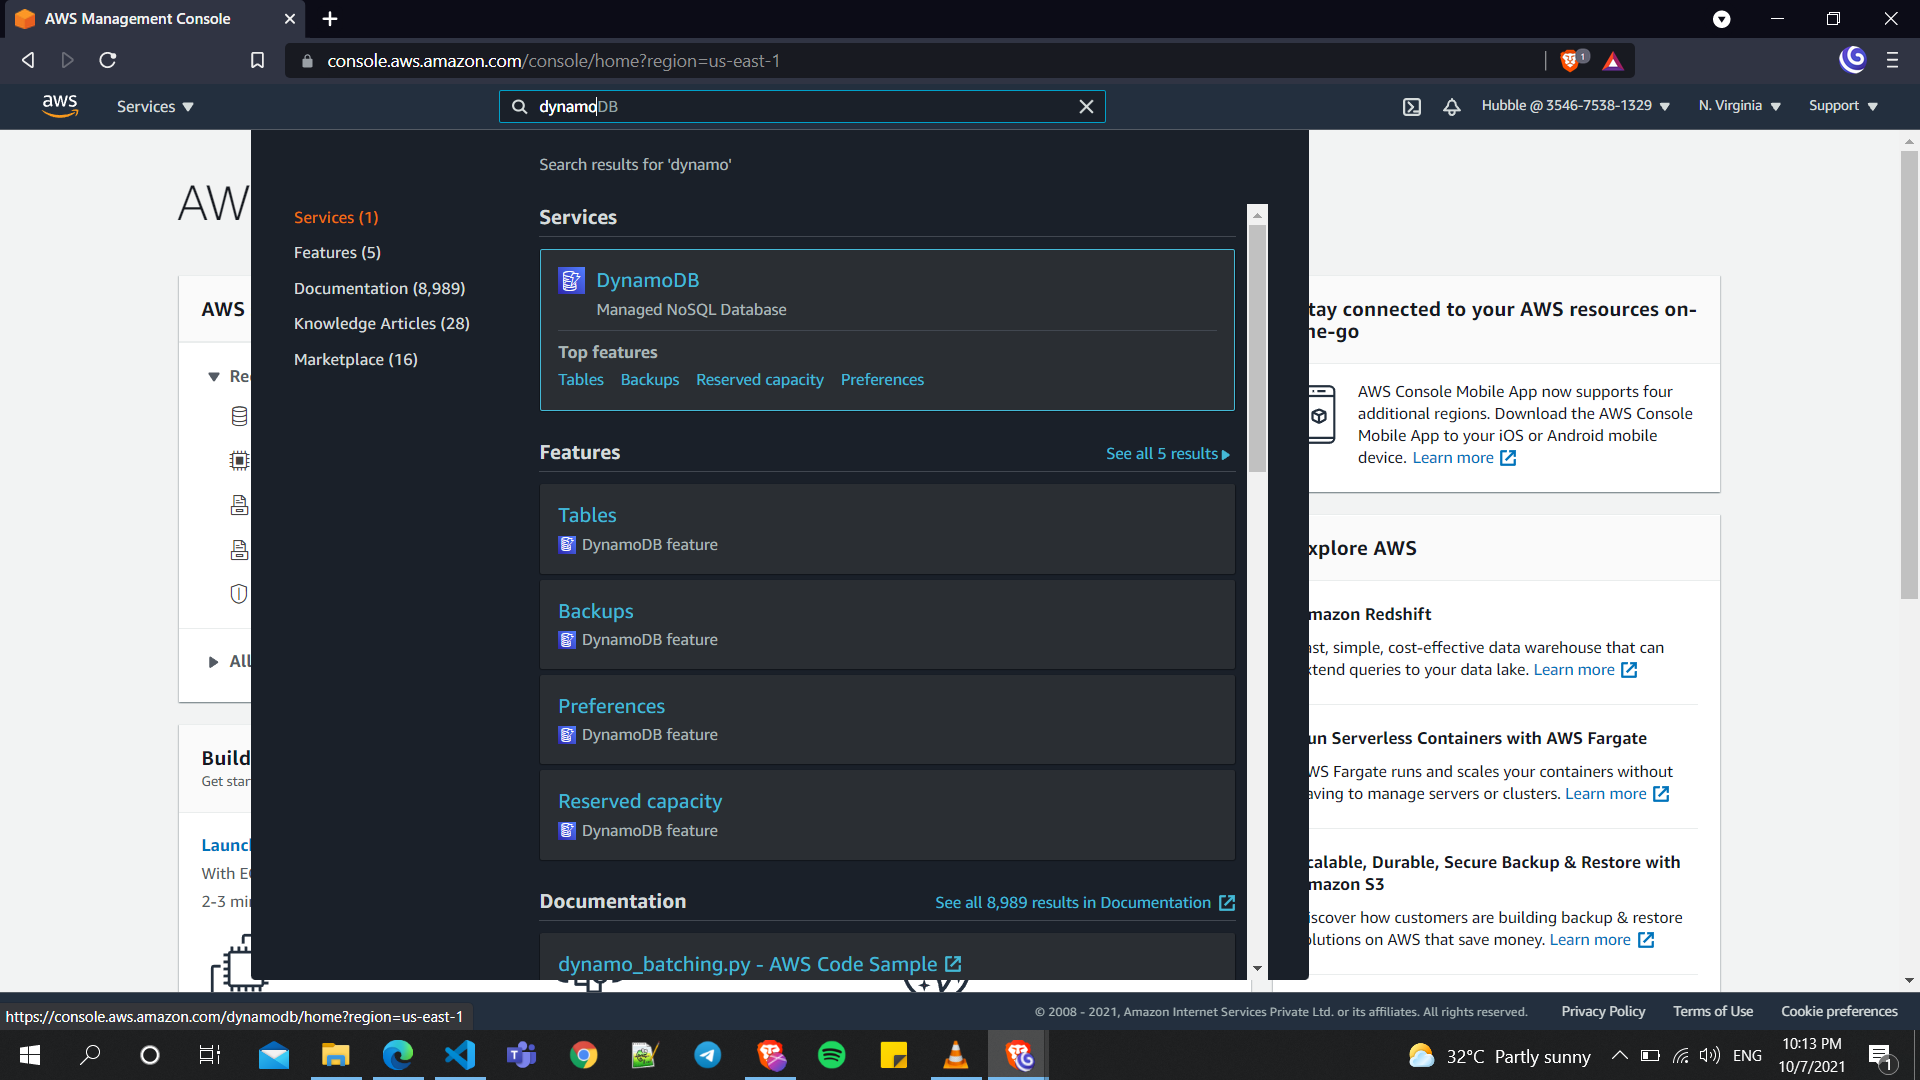 AWS Management Console
console.aws.amazon.com/console/home?region=us-east-1
1
aws
Services
dynamoDB
Hubble @ 3546-7538-1329
N. Virginia
Support
AW
Search results for 'dynamo'
Services (1)
Features (5)
Documentation (8,989)
Knowledge Articles (28)
Marketplace (16)
Services
DynamoDB
Managed NoSQL Database
Top features
Tables Backups Reserved capacity Preferences
Features
See all 5 results
Tables
DynamoDB feature
Backups
DynamoDB feature
Preferences
DynamoDB feature
Reserved capacity
DynamoDB feature
Documentation
See all 8,989 results in Documentation
dynamo_batching.py - AWS Code Sample
AWS
Re
All
Build
Get star
Launc
With E
2-3 mi
tay connected to your AWS resources on-
he-go
AWS Console Mobile App now supports four
additional regions. Download the AWS Console
Mobile App to your iOS or Android mobile
device. Learn more
xplore AWS
mazon Redshift
ast, simple, cost-effective data warehouse that can
xtend queries to your data lake. Learn more
un Serverless Containers with AWS Fargate
WS Fargate runs and scales your containers without
aving to manage servers or clusters. Learn more
calable, Durable, Secure Backup & Restore with
mazon S3
iscover how customers are building backup & restore
olutions on AWS that save money. Learn more
https://console.aws.amazon.com/dynamodb/home?region=us-east-1
© 2008 - 2021, Amazon Internet Services Private Ltd. or its affiliates. All rights reserved.
Privacy Policy
Terms of Use
Cookie preferences
32°C Partly sunny
ENG
10:13 PM
10/7/2021
1